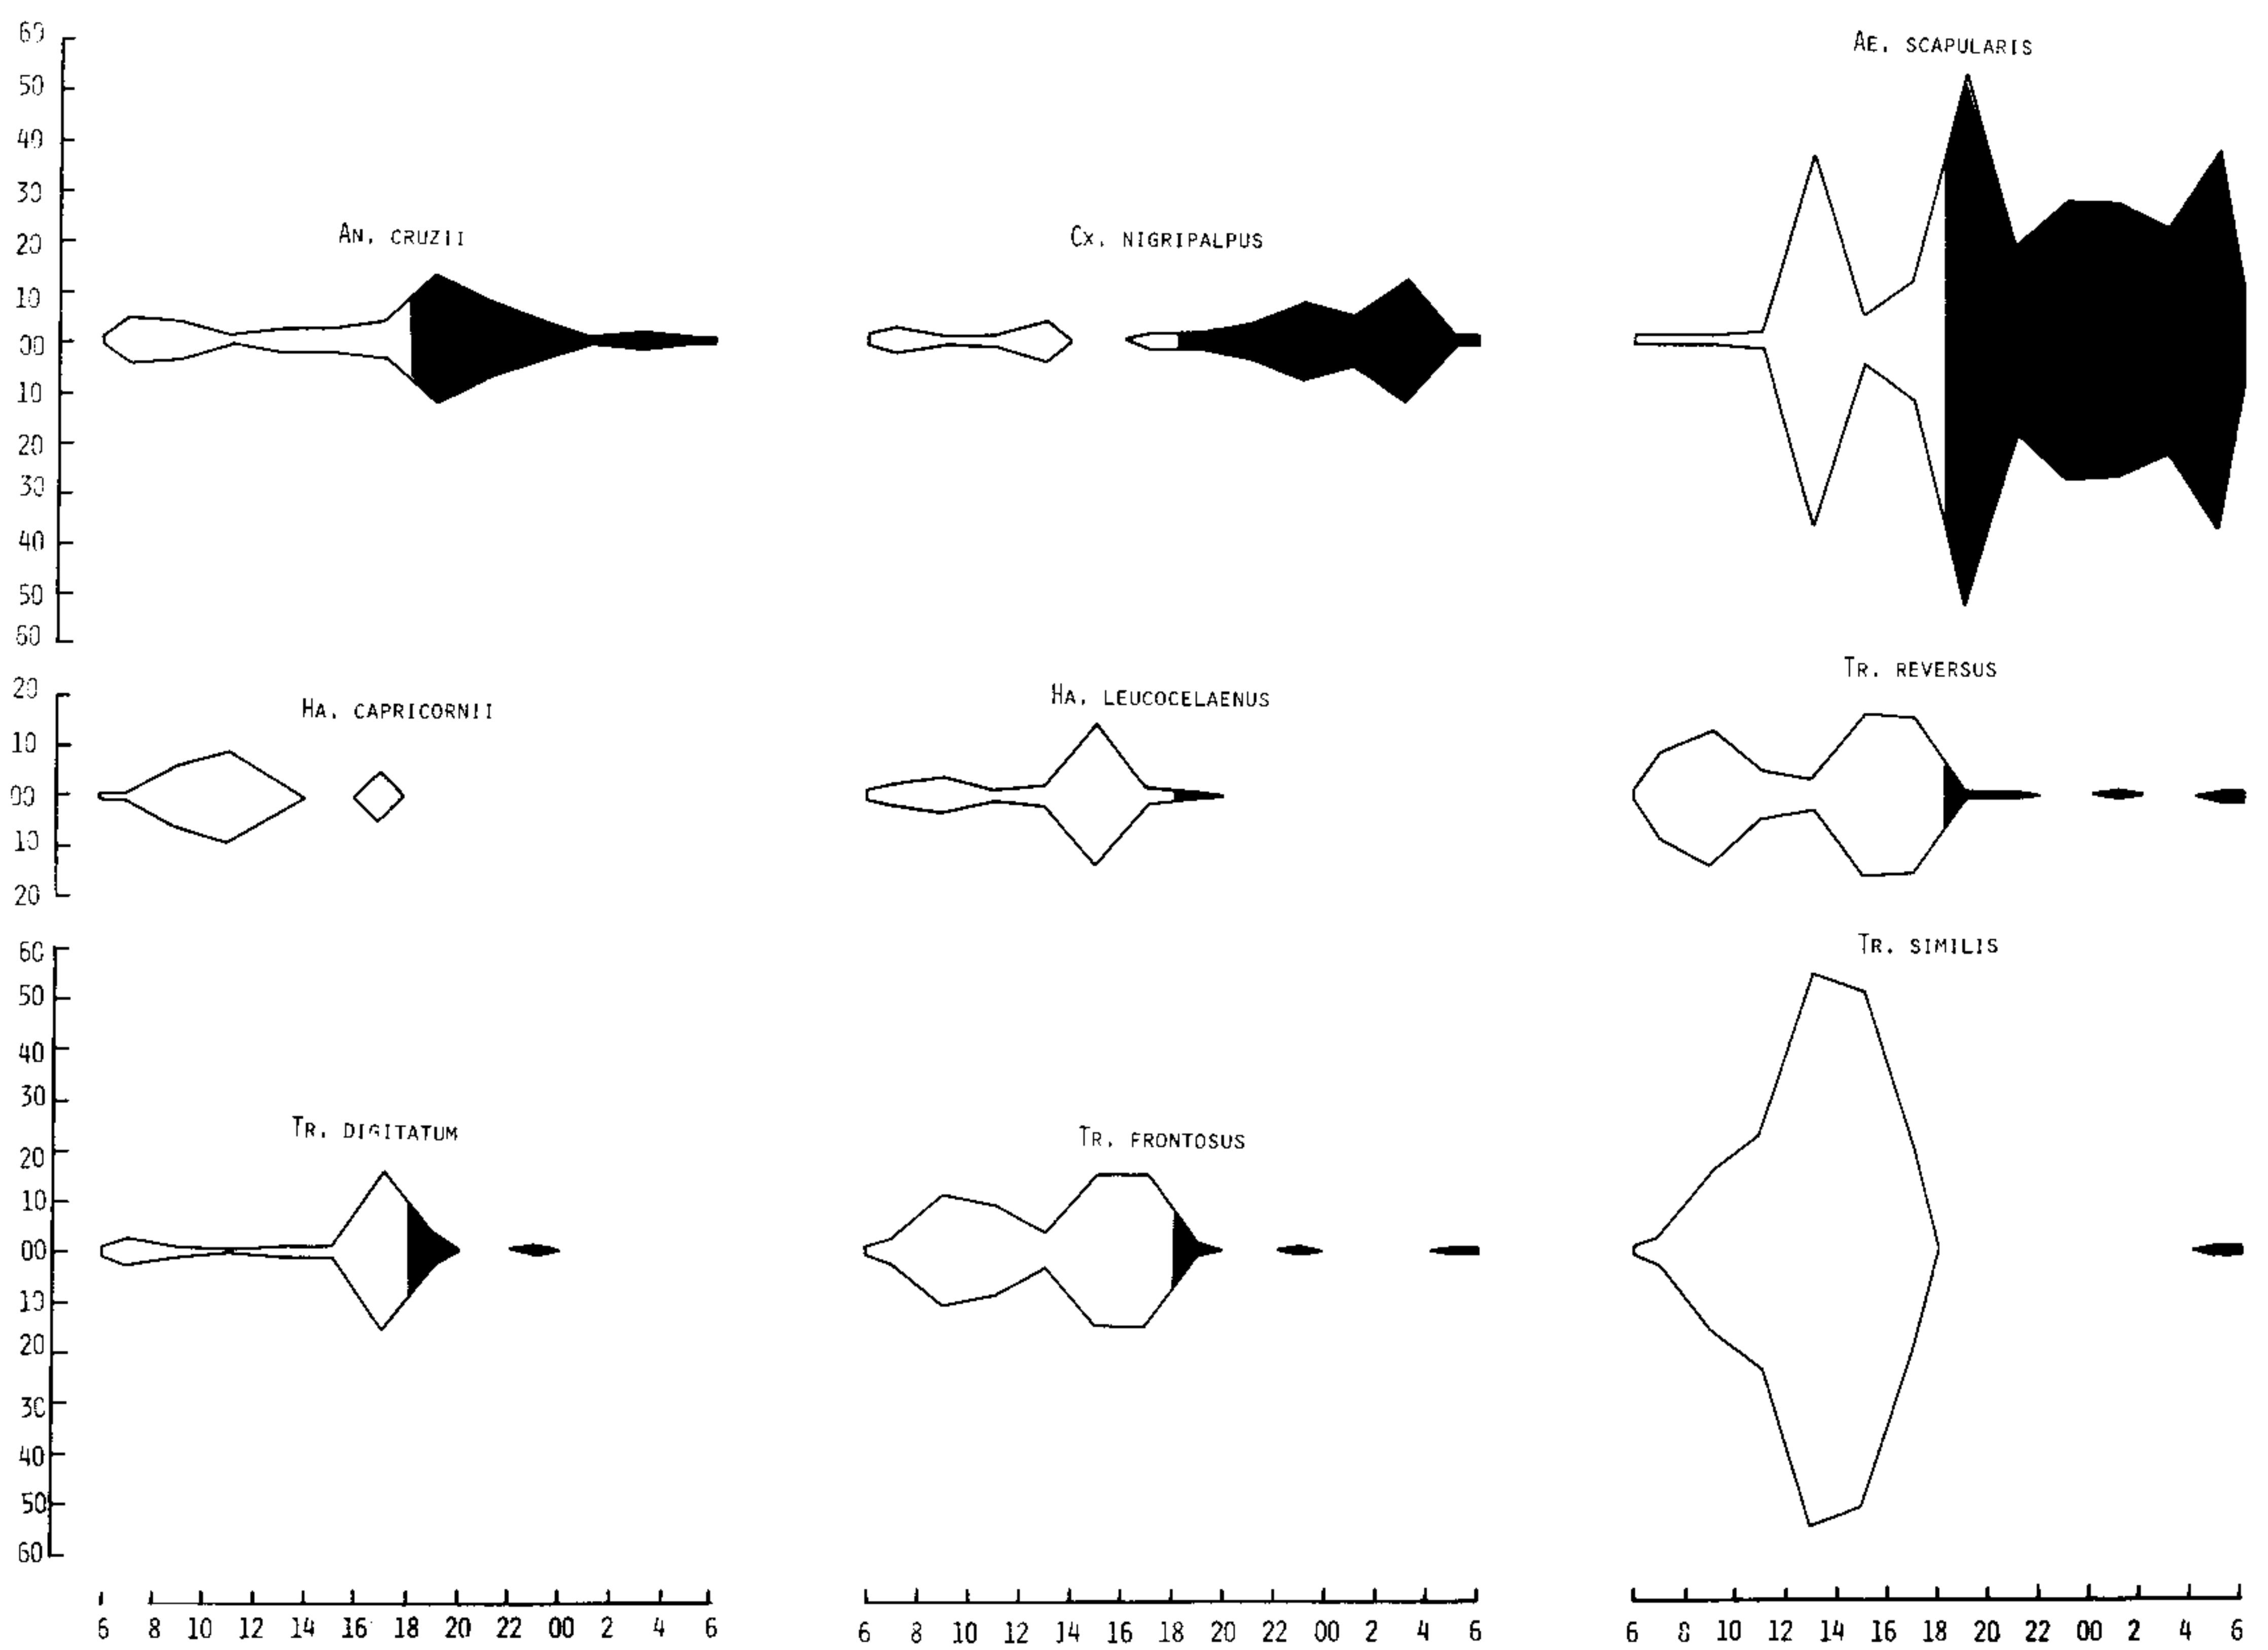 60
50
40
30
20
10
00
10
20
30
40
50
60
AN. CRUZII
CX. NIGRIPALPUS
AE. SCAPULARIS
20
10
00
10
20
HA. CAPRICORNII
HA. LEUCOCELAENUS
TR. REVERSUS
60
50
40
30
20
10
00
10
20
30
40
50
60
TR. DIGITATUM
TR. FRONTOSUS
TR. SIMILIS
6 8 10 12 14 16 18 20 22 00 2 4 6
6 8 10 12 14 16 18 20 22 00 2 4 6
6 8 10 12 14 16 18 20 22 00 2 4 6